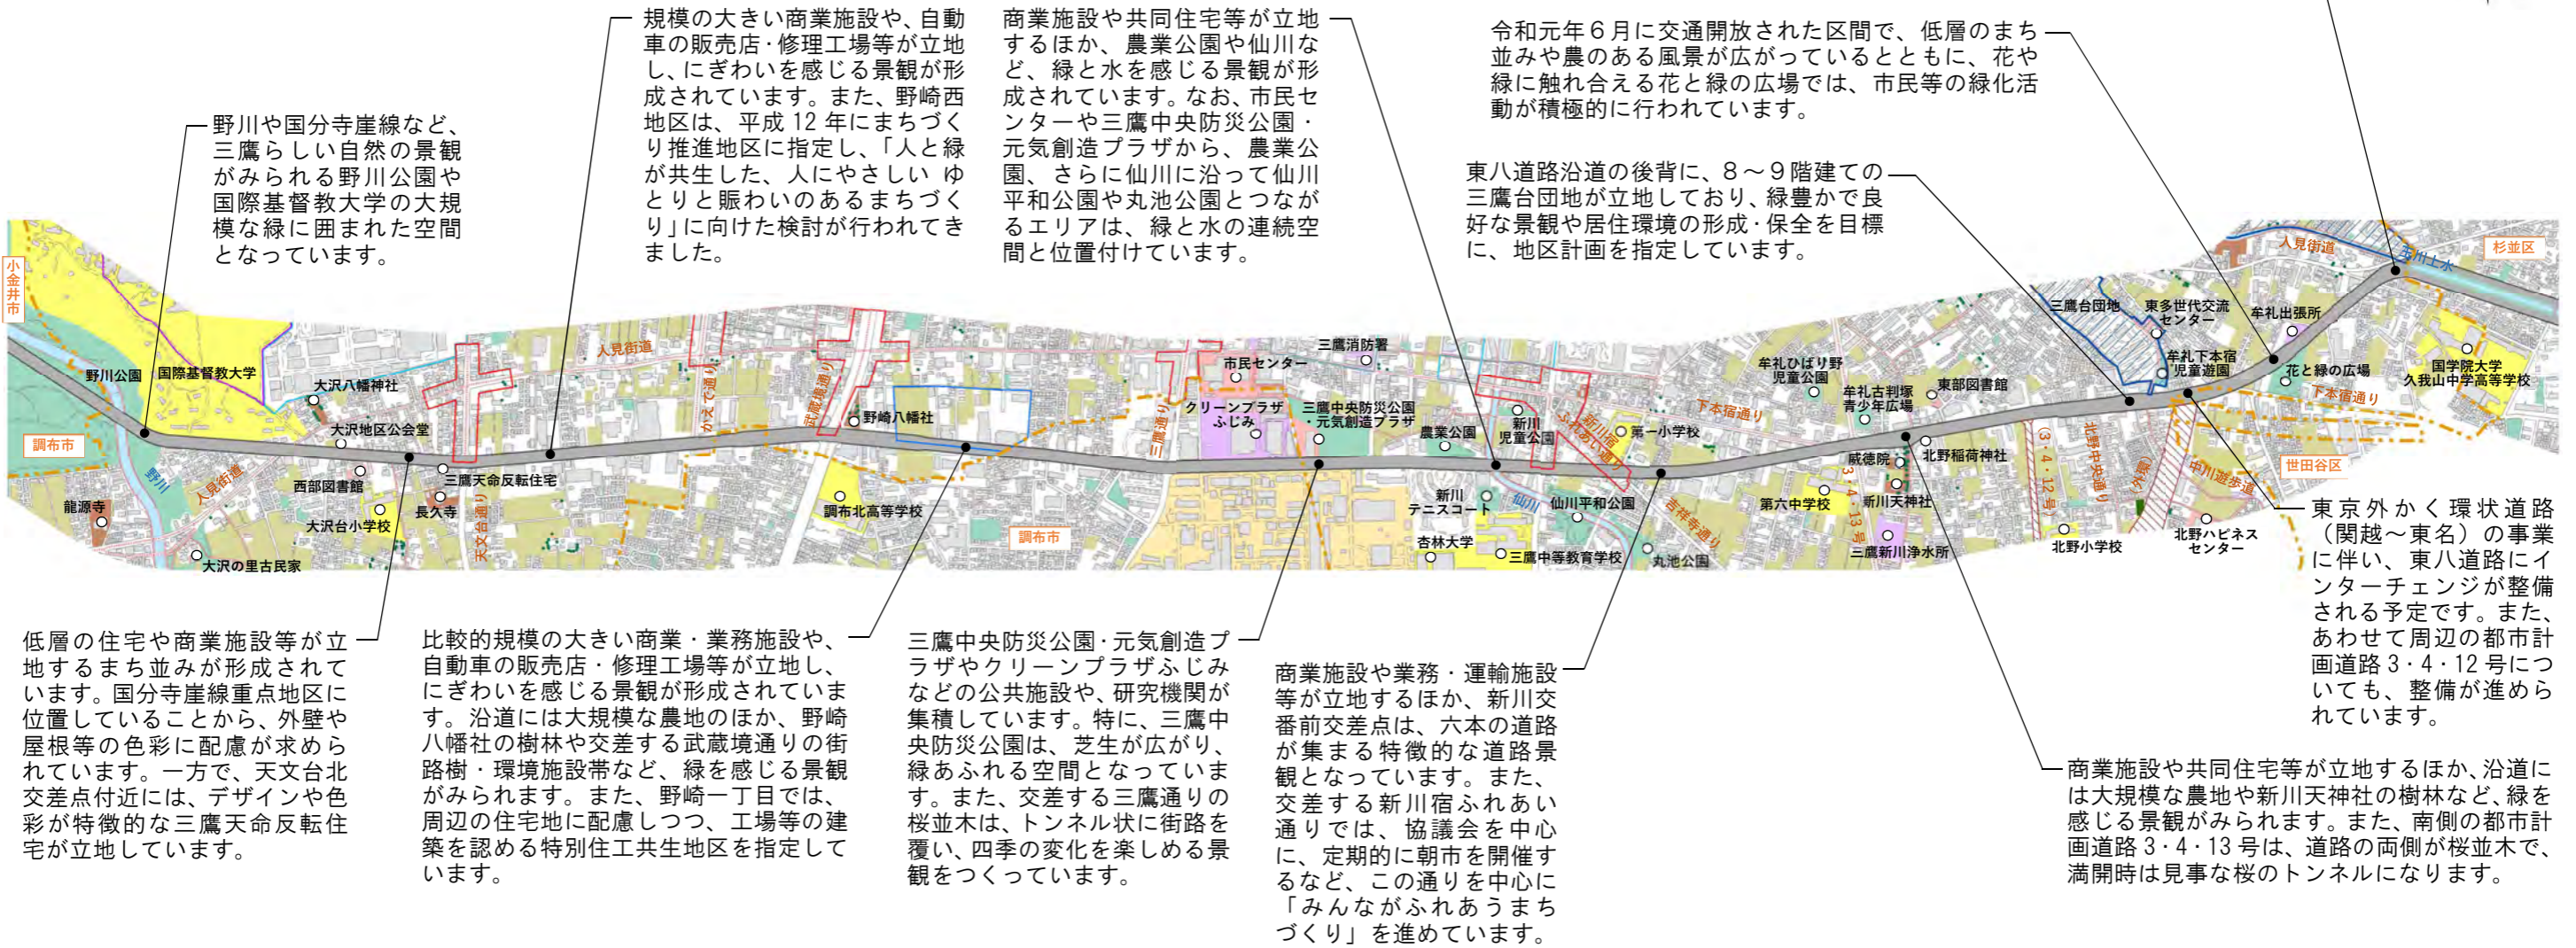 規模の大きい商業施設や、自動
車の販売店・修理工場等が立地
し、にぎわいを感じる景観が形
成されています。また、野崎西
地区は、平成 12 年にまちづく
り推進地区に指定し、「人と緑
が共生した、人にやさしい ゆ
とりと賑わいのあるまちづく
り」に向けた検討が行われてき
ました。
商業施設や共同住宅等が立地
するほか、農業公園や仙川な
ど、緑と水を感じる景観が形
成されています。なお、市民セ
ンターや三鷹中央防災公園・
元気創造プラザから、農業公
園、さらに仙川に沿って仙川
平和公園や丸池公園とつなが
るエリアは、緑と水の連続空
間と位置付けています。
令和元年６月に交通開放された区間で、低層のまち
並みや農のある風景が広がっているとともに、花や
緑に触れ合える花と緑の広場では、市民等の緑化活
動が積極的に行われています。
野川や国分寺崖線など、
三鷹らしい自然の景観
がみられる野川公園や
国際基督教大学の大規
模な緑に囲まれた空間
となっています。
東八道路沿道の後背に、８～９階建ての
三鷹台団地が立地しており、緑豊かで良
好な景観や居住環境の形成・保全を目標
に、地区計画を指定しています。
小金井市
野川公園
国際基督教大学
調布市
野川
龍源寺
人見街道
大沢の里古民家
大沢八幡神社
大沢地区公会堂
西部図書館
大沢台小学校
長久寺
三鷹天命反転住宅
天文台通り
人見街道
かえで通り
武蔵境通り
野崎八幡社
調布北高等学校
調布市
三鷹通り
市民センター
クリーンプラザ
ふじみ
三鷹中央防災公園
・元気創造プラザ
三鷹消防署
農業公園
新川
テニスコート
杏林大学
三鷹中等教育学校
新川
児童公園
新川宿
ふれあい通り
第一小学校
仙川
仙川平和公園
丸池公園
吉祥寺通り
下本宿通り
牟礼ひばり野
児童公園
牟礼古判塚
青少年広場
東部図書館
威徳院
北野稲荷神社
新川天神社
第六中学校
3・4・13号
三鷹新川浄水所
(3・4・12号)
北野中央通り
北野小学校
(外環)
中川遊歩道
北野ハピネス
センター
世田谷区
三鷹台団地
東多世代交流
センター
牟礼下本宿
児童遊園
牟礼出張所
花と緑の広場
下本宿通り
人見街道
玉川上水
杉並区
国学院大学
久我山中学高等学校
低層の住宅や商業施設等が立
地するまち並みが形成されて
います。国分寺崖線重点地区に
位置していることから、外壁や
屋根等の色彩に配慮が求めら
れています。一方で、天文台北
交差点付近には、デザインや色
彩が特徴的な三鷹天命反転住
宅が立地しています。
比較的規模の大きい商業・業務施設や、
自動車の販売店・修理工場等が立地し、
にぎわいを感じる景観が形成されていま
す。沿道には大規模な農地のほか、野崎
八幡社の樹林や交差する武蔵境通りの街
路樹・環境施設帯など、緑を感じる景観
がみられます。また、野崎一丁目では、
周辺の住宅地に配慮しつつ、工場等の建
築を認める特別住工共生地区を指定して
います。
三鷹中央防災公園・元気創造プ
ラザやクリーンプラザふじみ
などの公共施設や、研究機関が
集積しています。特に、三鷹中
央防災公園は、芝生が広がり、
緑あふれる空間となっていま
す。また、交差する三鷹通りの
桜並木は、トンネル状に街路を
覆い、四季の変化を楽しめる景
観をつくっています。
商業施設や業務・運輸施設
等が立地するほか、新川交
番前交差点は、六本の道路
が集まる特徴的な道路景
観となっています。また、
交差する新川宿ふれあい
通りでは、協議会を中心
に、定期的に朝市を開催す
るなど、この通りを中心に
「みんながふれあうまち
づくり」を進めています。
東京外かく環状道路
（関越～東名）の事業
に伴い、東八道路にイ
ンターチェンジが整備
される予定です。また、
あわせて周辺の都市計
画道路３・４・12 号につ
いても、整備が進めら
れています。
商業施設や共同住宅等が立地するほか、沿道に
は大規模な農地や新川天神社の樹林など、緑を
感じる景観がみられます。また、南側の都市計
画道路３・４・13 号は、道路の両側が桜並木で、
満開時は見事な桜のトンネルになります。